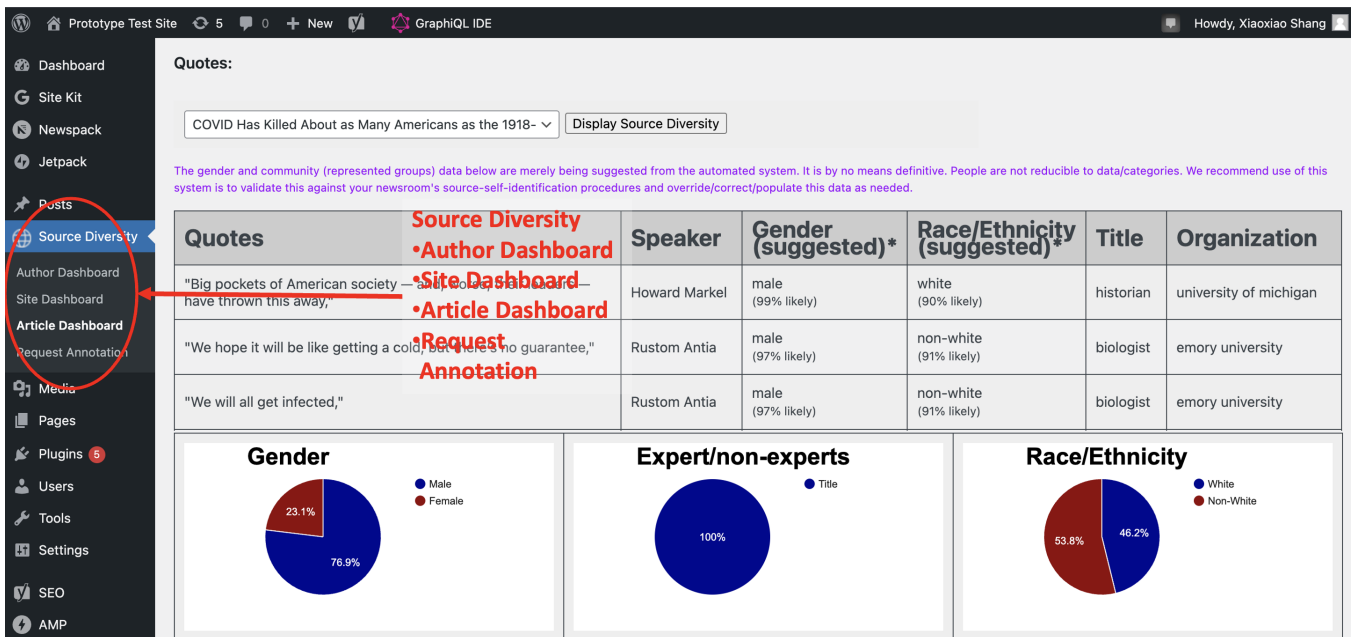 Prototype Test Site 5 0 + New GraphiQL IDE Howdy, Xiaoxiao Shang
Dashboard
Site Kit
Newspack
Jetpack
Posts
Source Diversity
Author Dashboard
Site Dashboard
Article Dashboard
Request Annotation
Media
Pages
Plugins 5
Users
Tools
Settings
SEO
AMP
Quotes:
COVID Has Killed About as Many Americans as the 1918- Display Source Diversity
The gender and community (represented groups) data below are merely being suggested from the automated system. It is by no means definitive. People are not reducible to data/categories. We recommend use of this
system is to validate this against your newsroom's source-self-identification procedures and override/correct/populate this data as needed.
Source Diversity
•Author Dashboard
•Site Dashboard
•Article Dashboard
•Request
Annotation
Quotes Speaker Gender (suggested)* Race/Ethnicity (suggested)* Title Organization
"Big pockets of American society — and, worse, their leaders —
have thrown this away," Howard Markel male (99% likely) white (90% likely) historian university of michigan
"We hope it will be like getting a cold, but there's no guarantee," Rustom Antia male (97% likely) non-white (91% likely) biologist emory university
"We will all get infected," Rustom Antia male (97% likely) non-white (91% likely) biologist emory university
Gender
Male
Female
23.1%
76.9%
Expert/non-experts
Title
100%
Race/Ethnicity
White
Non-White
53.8%
46.2%